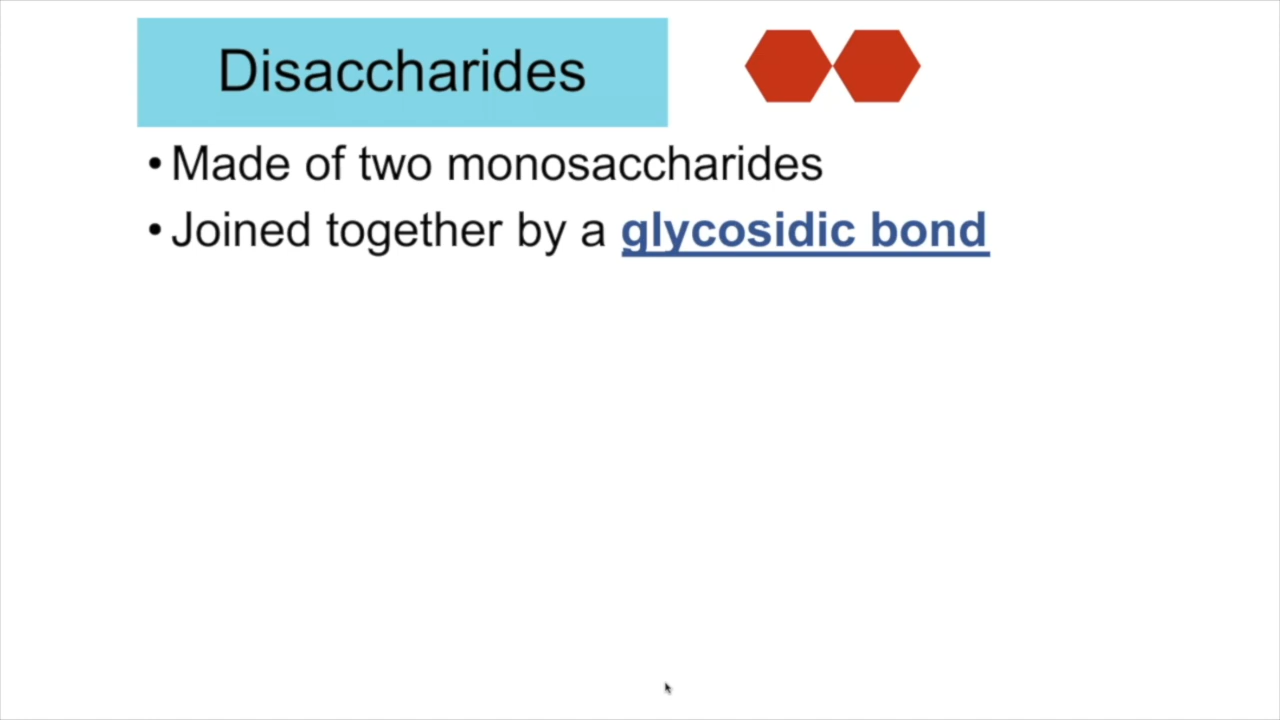 Disaccharides
• Made of two monosaccharides
• Joined together by a glycosidic bond